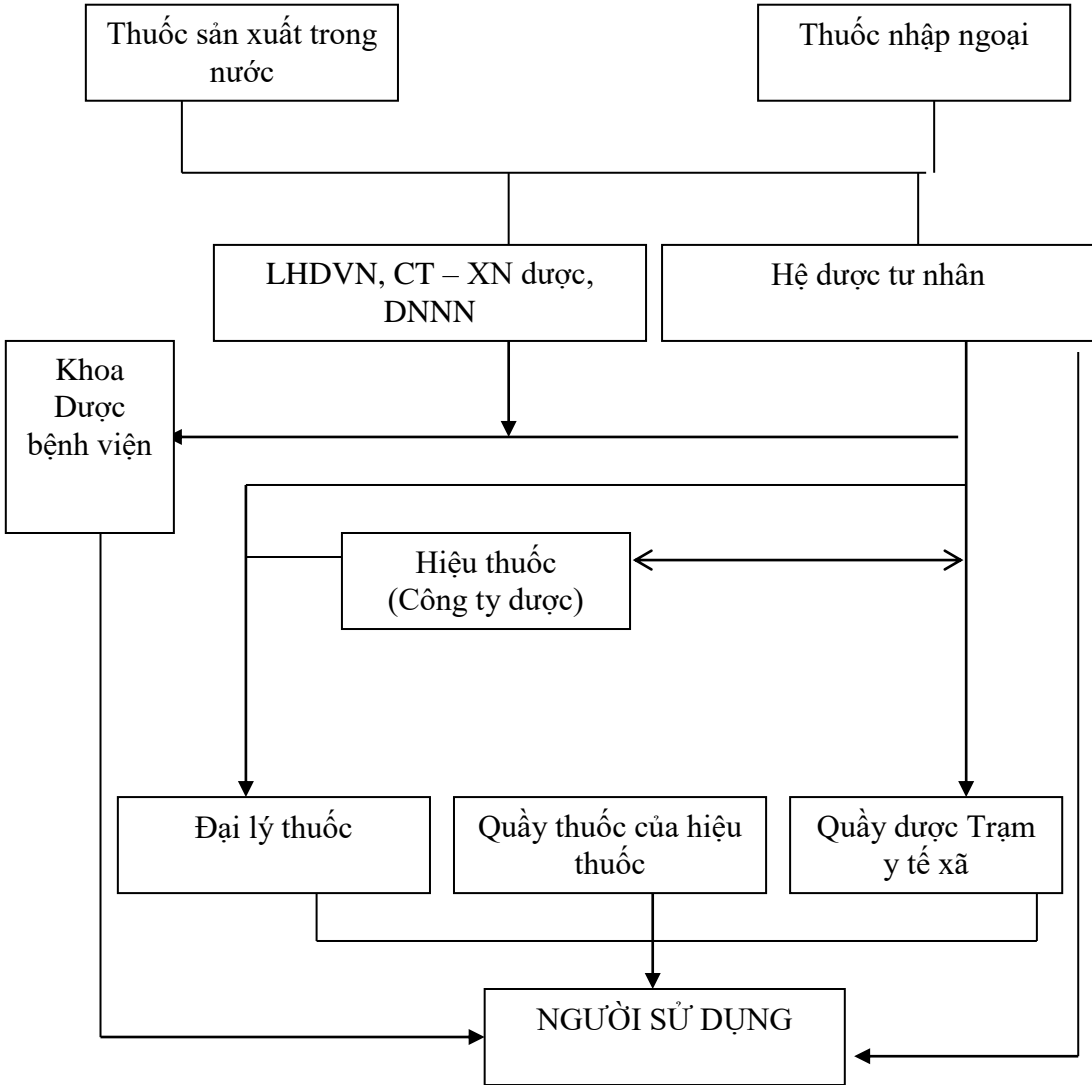 Thuốc sản xuất trong
nước
Thuốc nhập ngoại
LHDVN, CT – XN dược,
DNNN
Hệ dược tư nhân
Khoa
Dược
bệnh viện
Hiệu thuốc
(Công ty dược)
Đại lý thuốc
Quầy thuốc của hiệu
thuốc
Quầy dược Trạm
y tế xã
NGƯỜI SỬ DỤNG